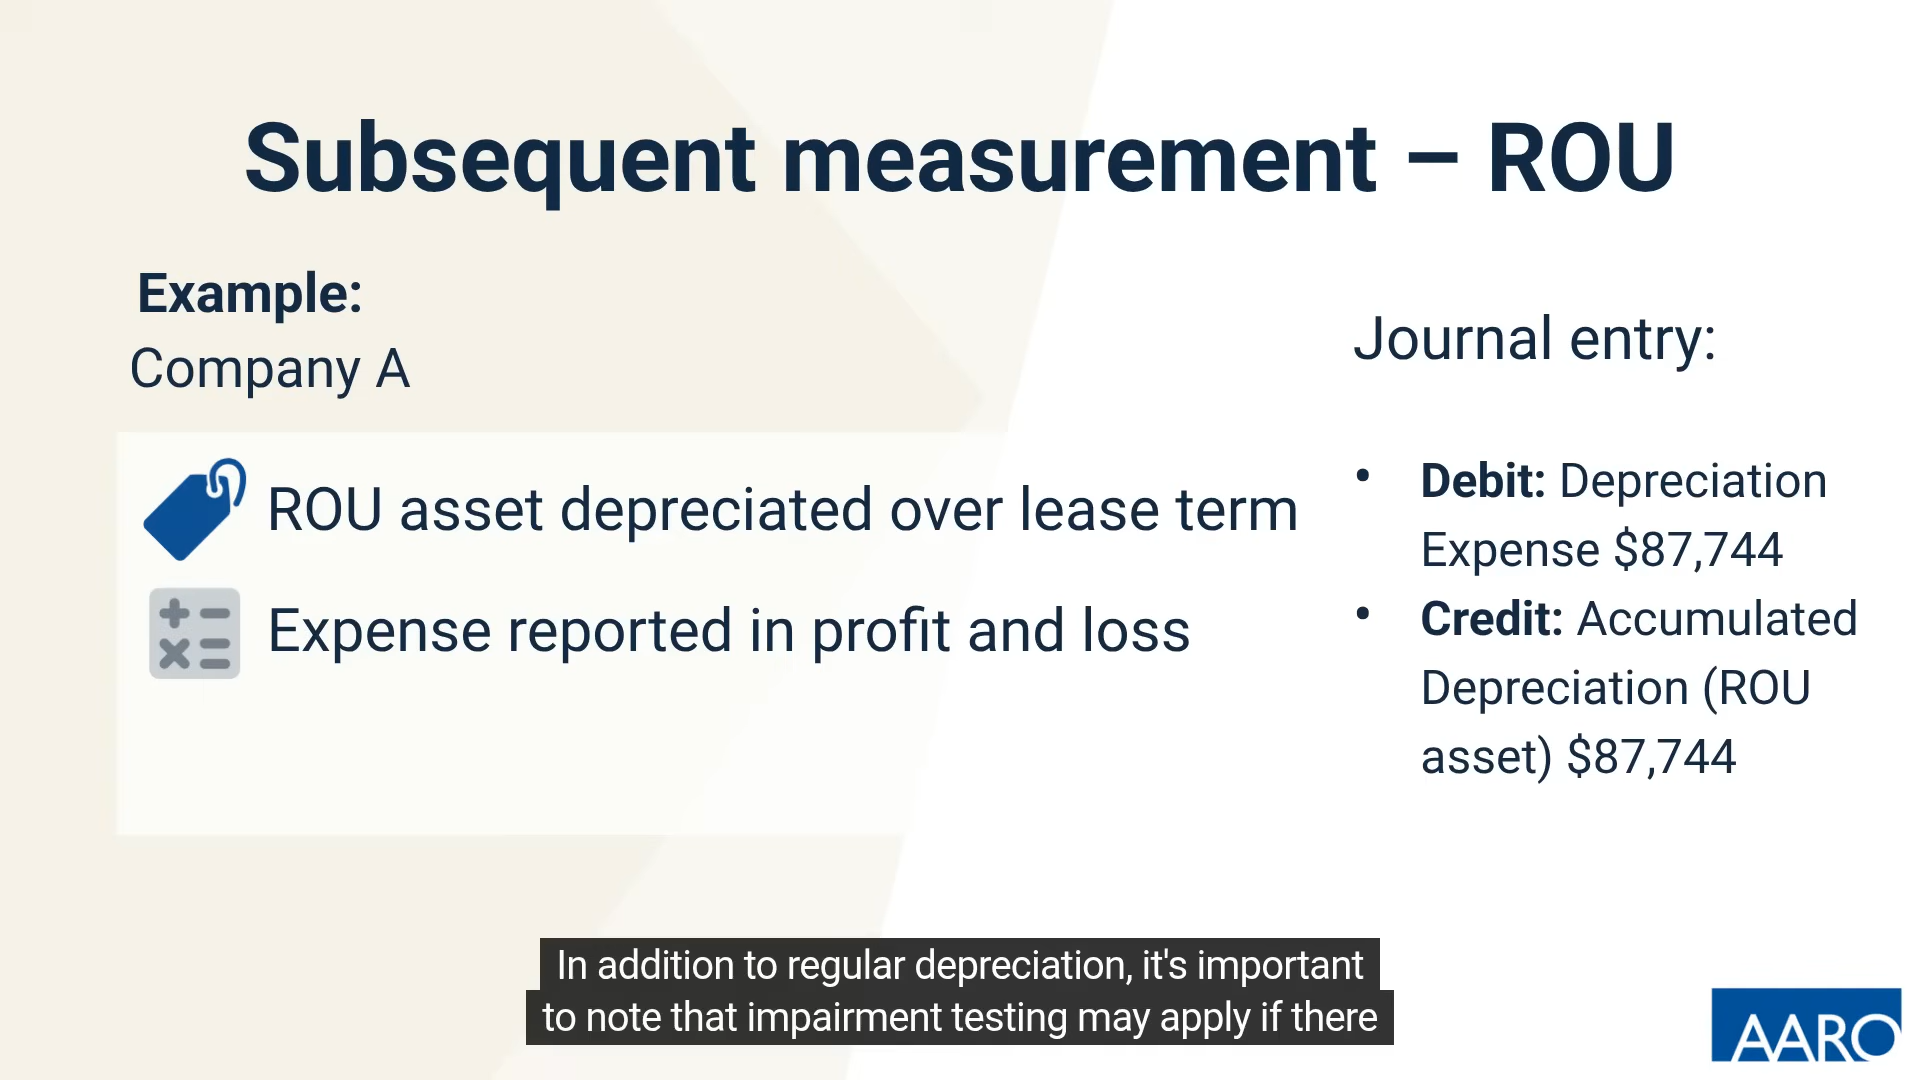 Subsequent measurement – ROU
Example:
Company A
ROU asset depreciated over lease term
Expense reported in profit and loss
Journal entry:
• Debit: Depreciation
Expense $87,744
• Credit: Accumulated
Depreciation (ROU
asset) $87,744
In addition to regular depreciation, it's important
to note that impairment testing may apply if there
AARO